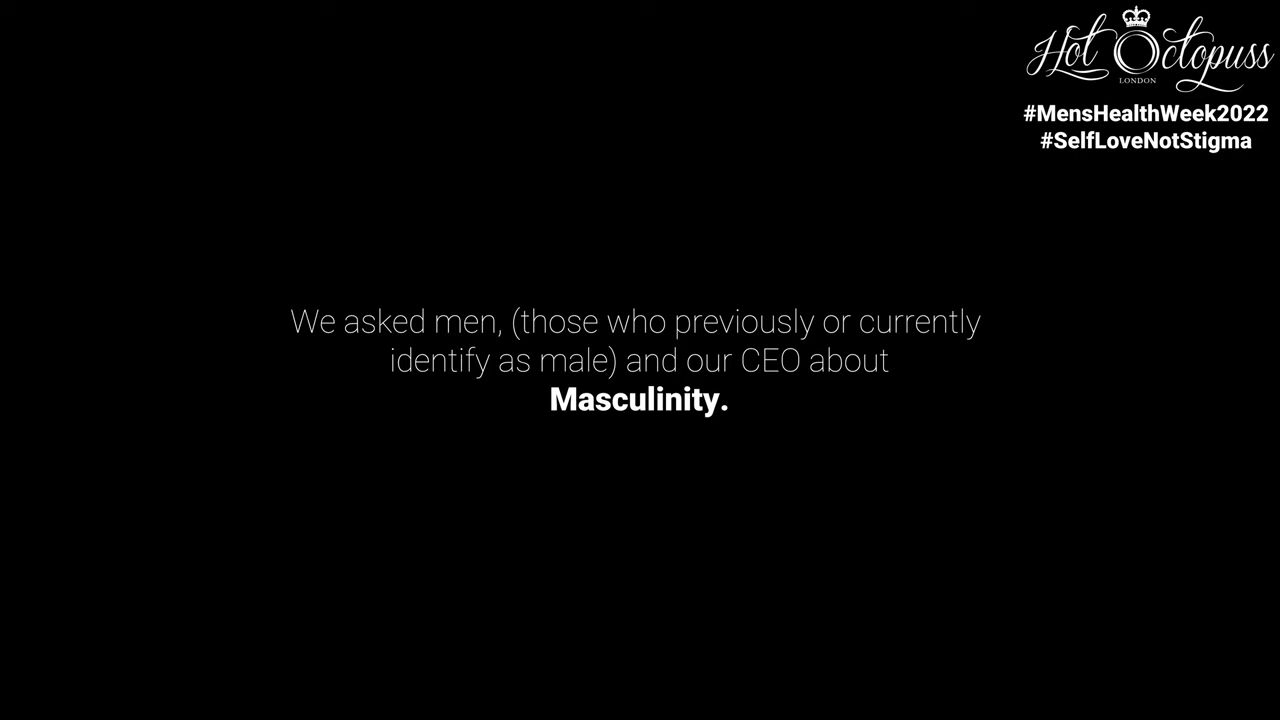 Hot Octopuss
LONDON
#MensHealthWeek2022
#SelfLoveNotStigma
We asked men, (those who previously or currently
identify as male) and our CEO about
Masculinity.